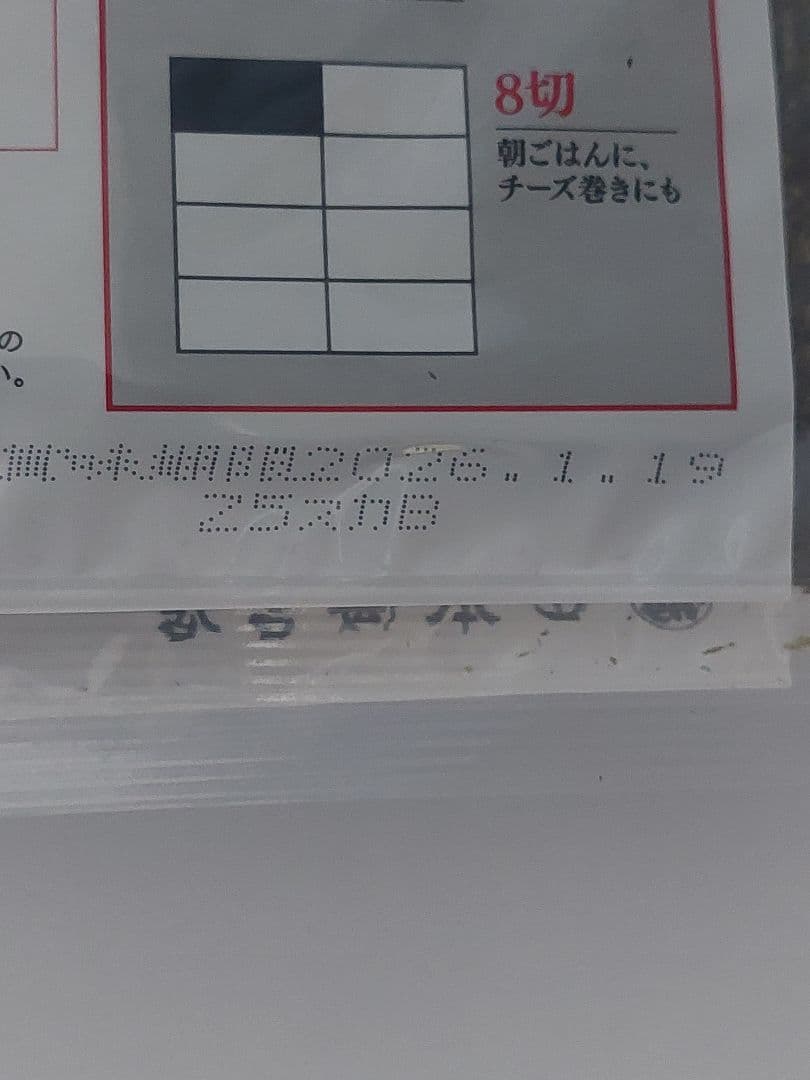 8切
朝ごはんに、
チーズ巻きにも
の
い。
賞味期限2026.1.19
25スカB